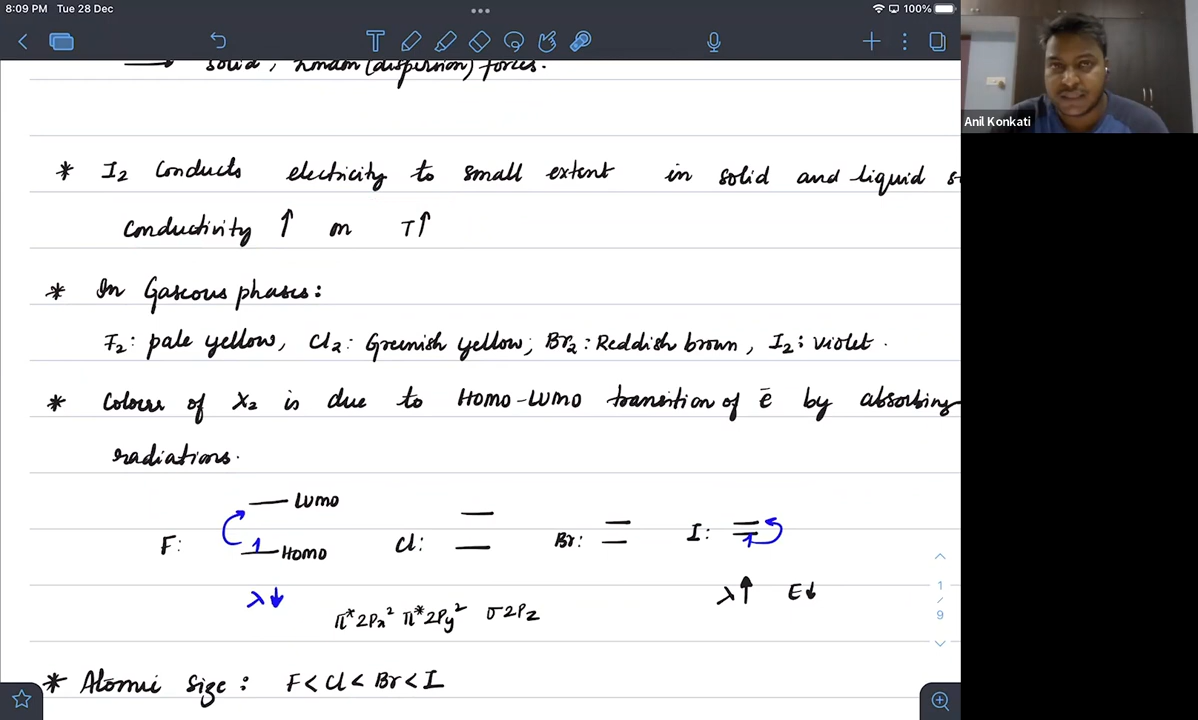 8:09 PM Tue 28 Dec
100%
Anil Konkati
solid, (dispersion) forces.
* I2 conducts electricity to small extent in solid and liquid s
conductivity ↑ on T↑
* In Gaseous phases:
F2: pale yellow, Cl2: Greenish yellow; Br2: Reddish brown, I2: violet.
* Colour of X2 is due to Homo-LUMO transition of ē by absorbing
radiations.
F: LUMO Homo Cl: Br: I:
λ↓ λ↑ E↓
π*2Px² π*2Py² σ2Pz
* Atomic size: F<Cl<Br<I
1
/
9